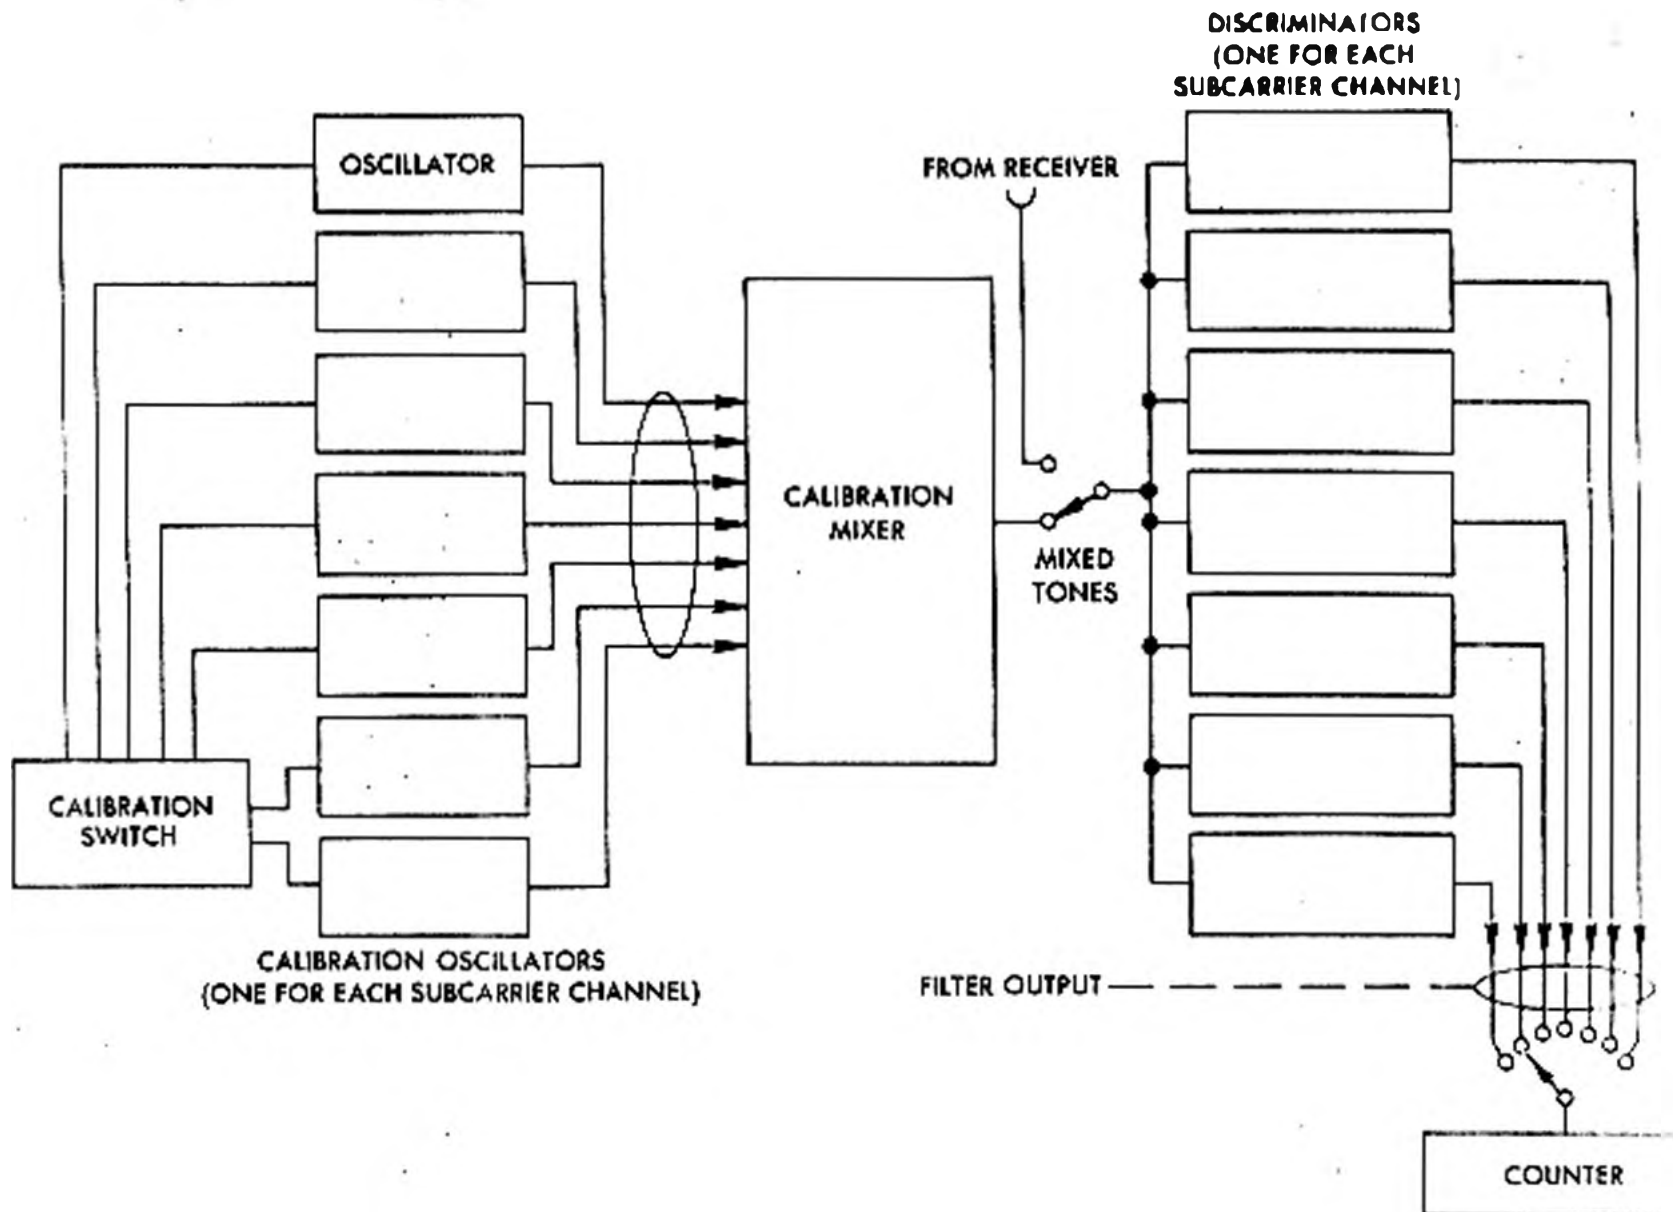 DISCRIMINATORS
(ONE FOR EACH
SUBCARRIER CHANNEL)
OSCILLATOR
FROM RECEIVER
CALIBRATION
MIXER
MIXED
TONES
CALIBRATION
SWITCH
CALIBRATION OSCILLATORS
(ONE FOR EACH SUBCARRIER CHANNEL)
FILTER OUTPUT
COUNTER